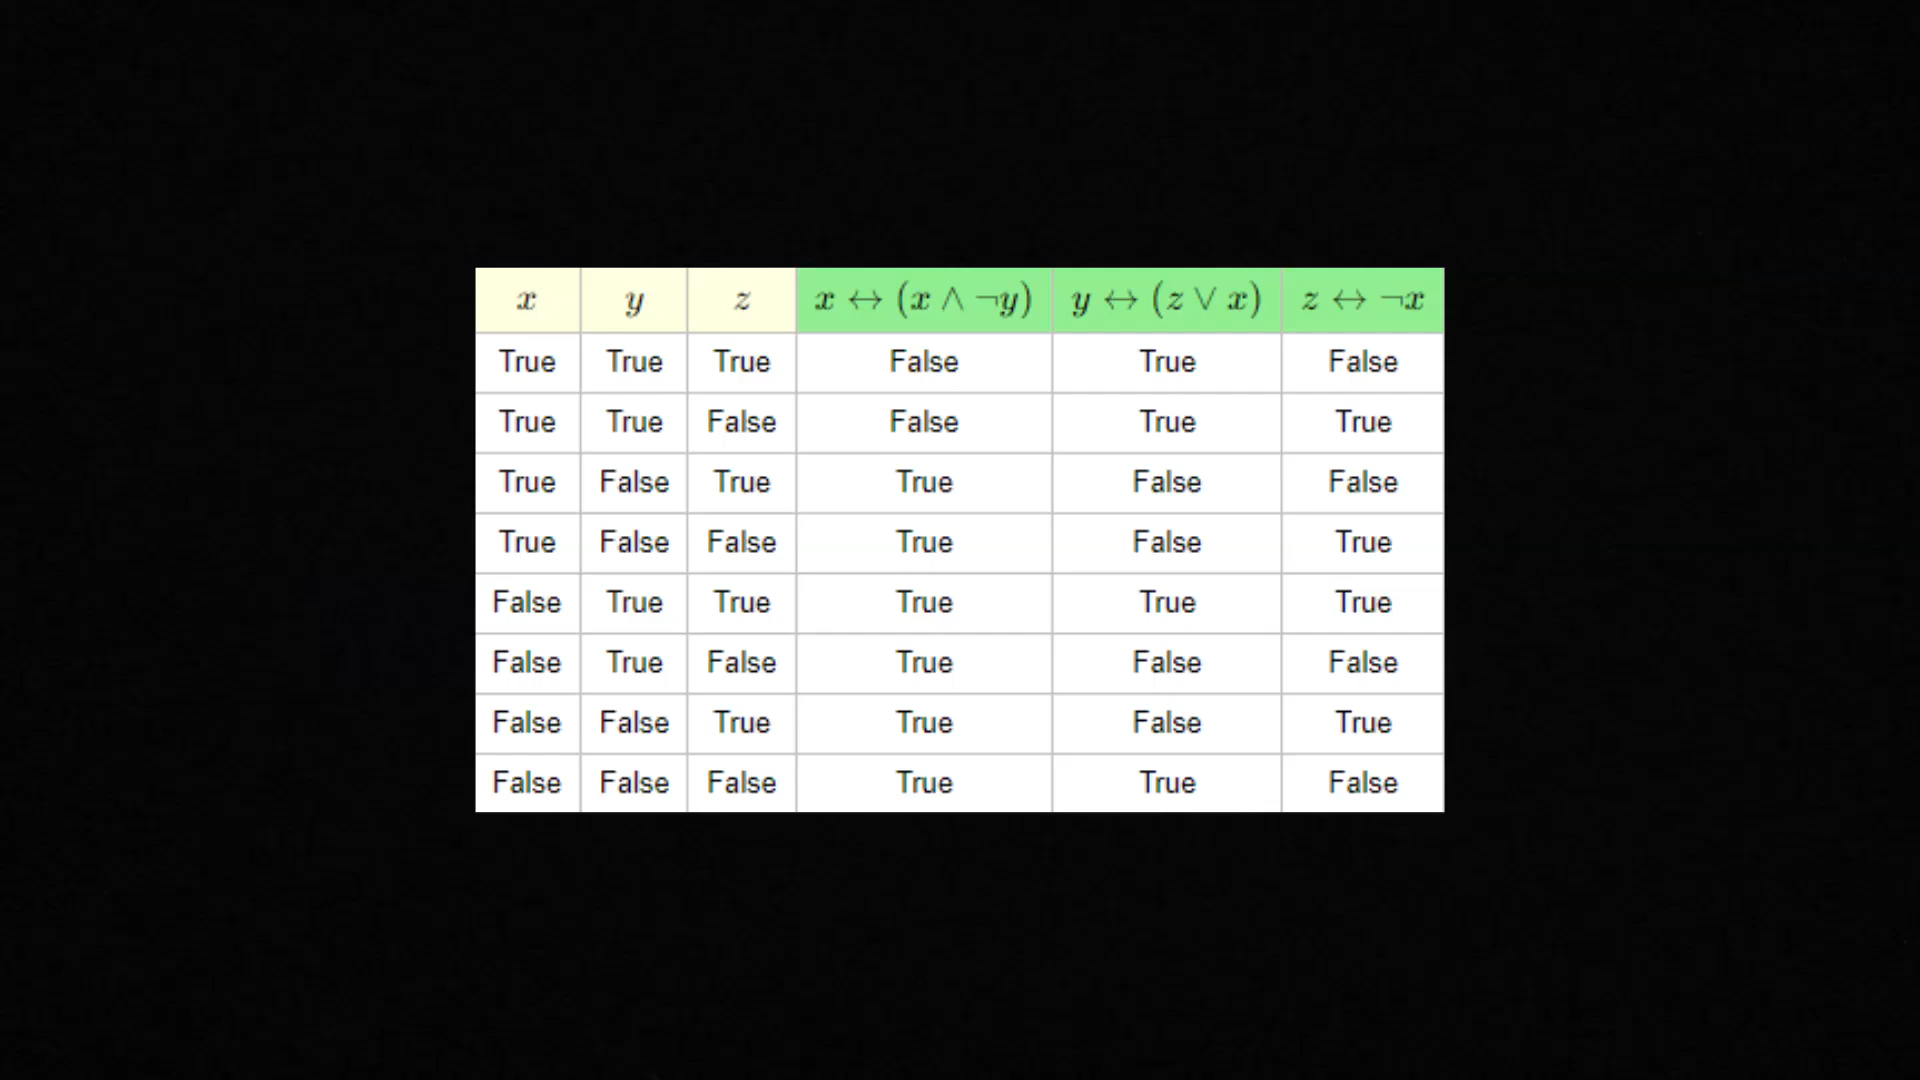 x y z x ↔ (x ∧ ¬y) y ↔ (z ∨ x) z ↔ ¬x
True True True False True False
True True False False True True
True False True True False False
True False False True False True
False True True True True True
False True False True False False
False False True True False True
False False False True True False